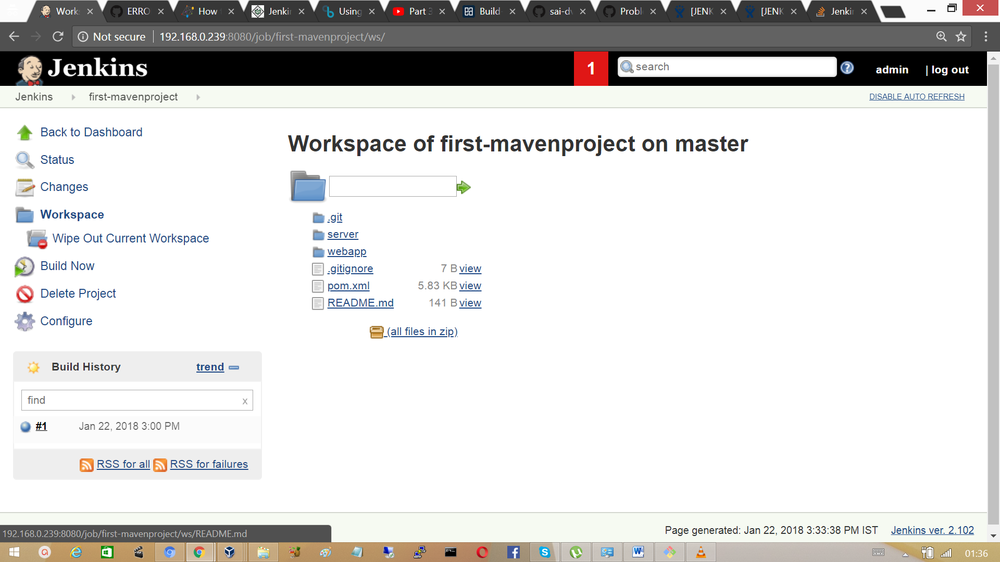 Work
ERRO
How
Jenki
Using
Part 3
Build
sai-d
Probl
[JENK
[JENK
Jenki
Not secure
192.168.0.239:8080/job/first-mavenproject/ws/
Jenkins
1
search
?
admin
| log out
Jenkins
first-mavenproject
DISABLE AUTO REFRESH
Back to Dashboard
Status
Changes
Workspace
Wipe Out Current Workspace
Build Now
Delete Project
Configure
Workspace of first-mavenproject on master
.git
server
webapp
.gitignore 7 B view
pom.xml 5.83 KB view
README.md 141 B view
(all files in zip)
Build History trend
find x
#1 Jan 22, 2018 3:00 PM
RSS for all RSS for failures
Page generated: Jan 22, 2018 3:33:38 PM IST Jenkins ver. 2.102
192.168.0.239:8080/job/first-mavenproject/ws/README.md
01:36